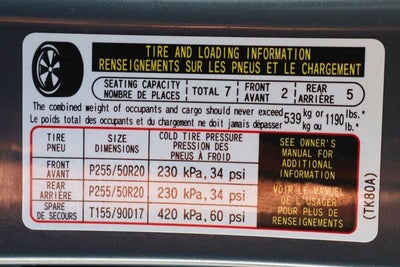 TIRE AND LOADING INFORMATION
RENSEIGNEMENTS SUR LES PNEUS ET LE CHARGEMENT
SEATING CAPACITY
NOMBRE DE PLACES
TOTAL 7
FRONT
AVANT
2
REAR
ARRIÈRE
5
The combined weight of occupants and cargo should never exceed 539 kg or 1190 lbs.
Le poids total des occupants et du chargement ne doit jamais dépasser kg ou lb.
TIRE
PNEU
SIZE
DIMENSIONS
COLD TIRE PRESSURE
PRESSION DES
PNEUS À FROID
FRONT
AVANT
P255/50R20
230 kPa, 34 psi
REAR
ARRIÈRE
P255/50R20
230 kPa, 34 psi
SPARE
DE SECOURS
T155/90D17
420 kPa, 60 psi
SEE OWNER'S
MANUAL FOR
ADDITIONAL
INFORMATION
VOIR LE MANUEL
DE L'USAGER
POUR PLUS DE
RENSEIGNEMENTS
(TK80A)